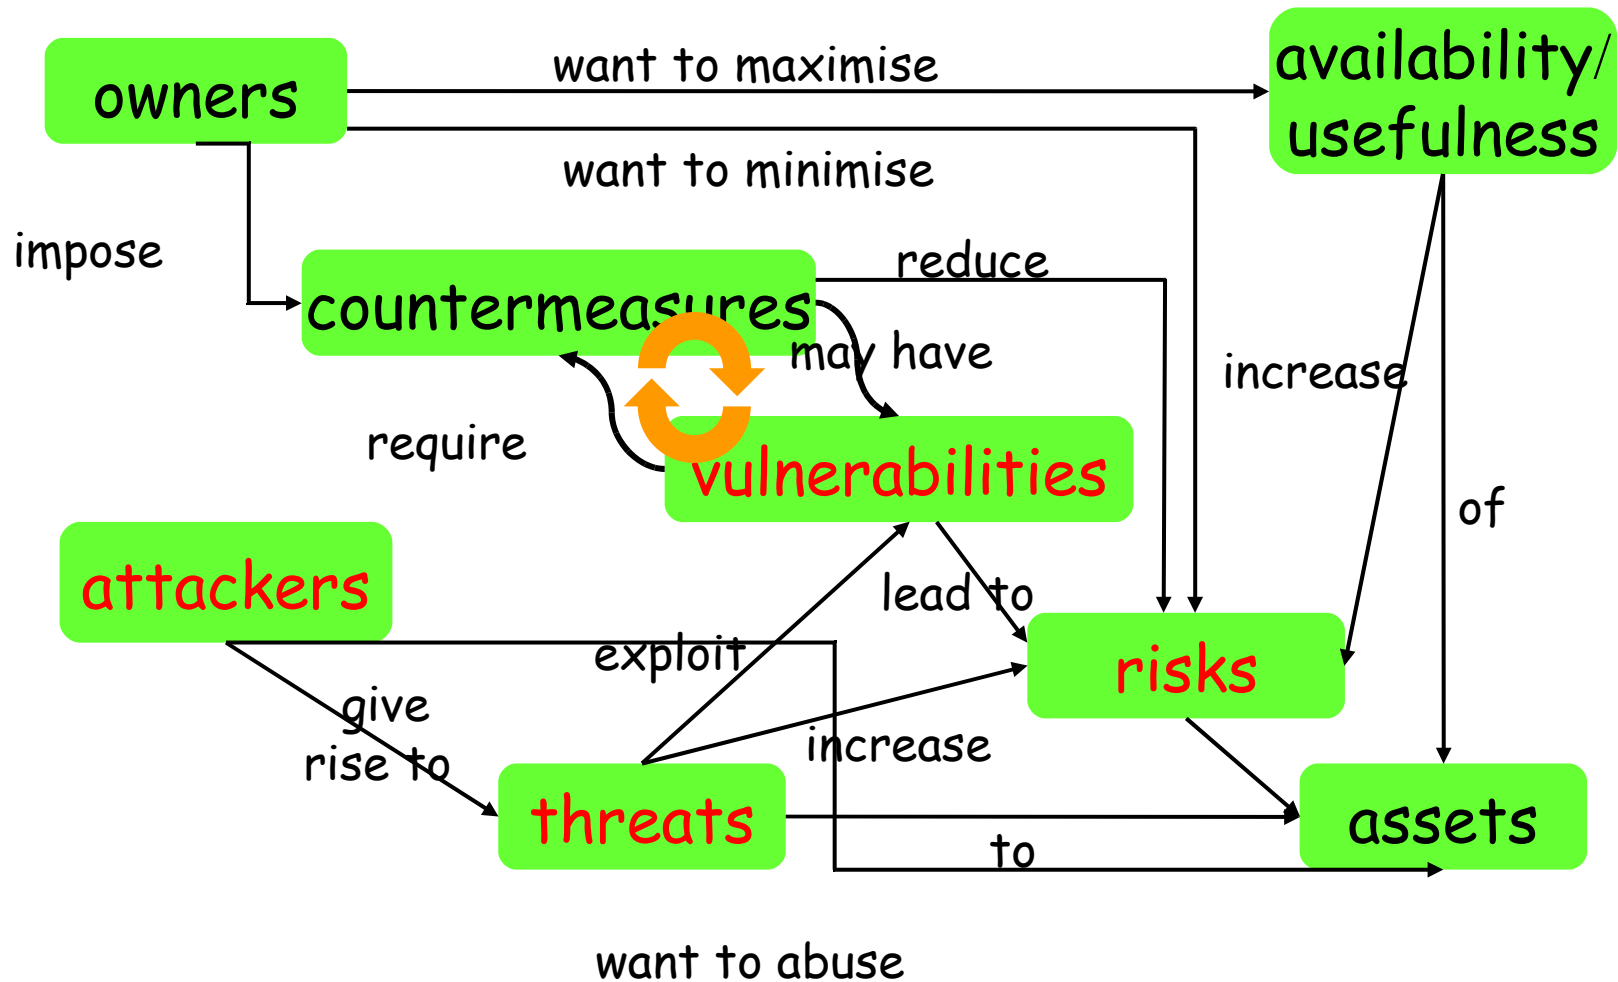 want to maximise
availability/
usefulness
owners
want to minimise
impose
reduce
countermeasures
may have
increase
require
vulnerabilities
of
attackers
lead to
exploit
risks
give
rise to
increase
threats
assets
to
want to abuse